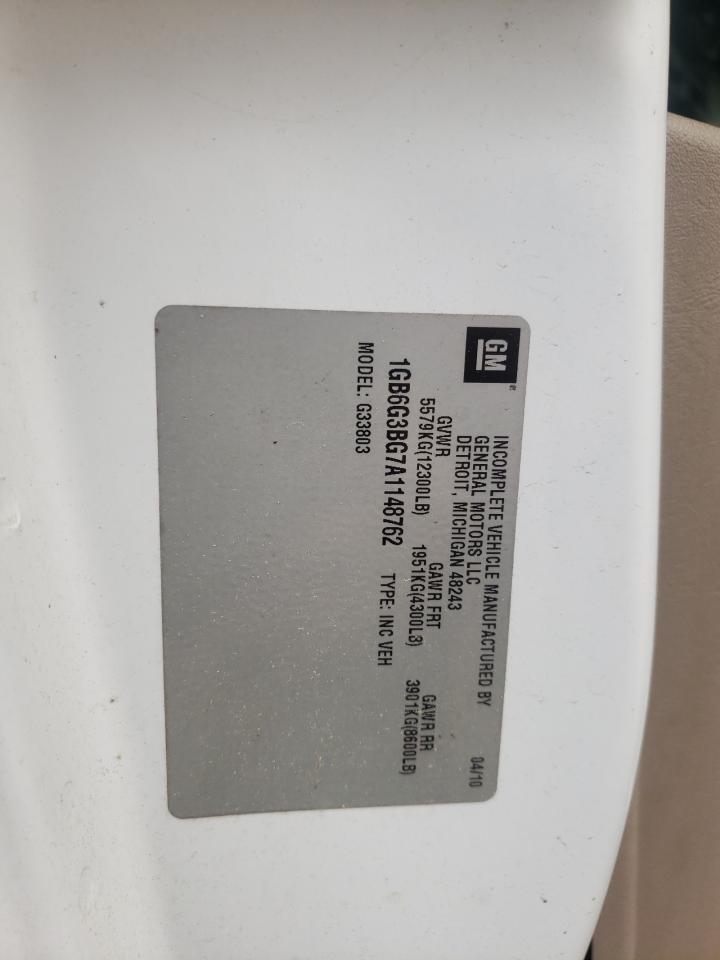 GM
INCOMPLETE VEHICLE MANUFACTURED BY
GENERAL MOTORS LLC
DETROIT, MICHIGAN 48243
04/10
GVWR GAWR FRT GAWR RR
5579KG(12300LB) 1951KG(4300LB) 3901KG(8600LB)
1GB6G3BG7A1148762 TYPE: INC VEH
MODEL: G33803